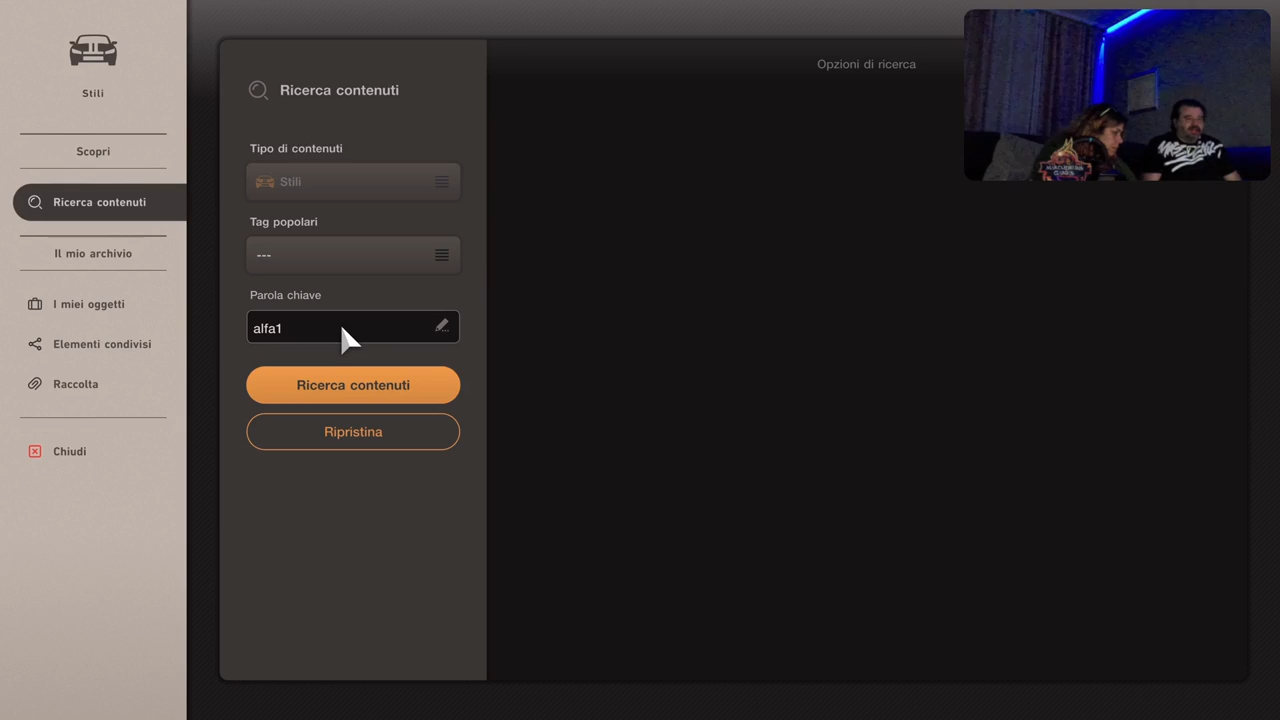 Stili
Scopri
Ricerca contenuti
Il mio archivio
I miei oggetti
Elementi condivisi
Raccolta
Chiudi
Ricerca contenuti
Tipo di contenuti
Stili
Tag popolari
---
Parola chiave
alfa1
Ricerca contenuti
Ripristina
Opzioni di ricerca